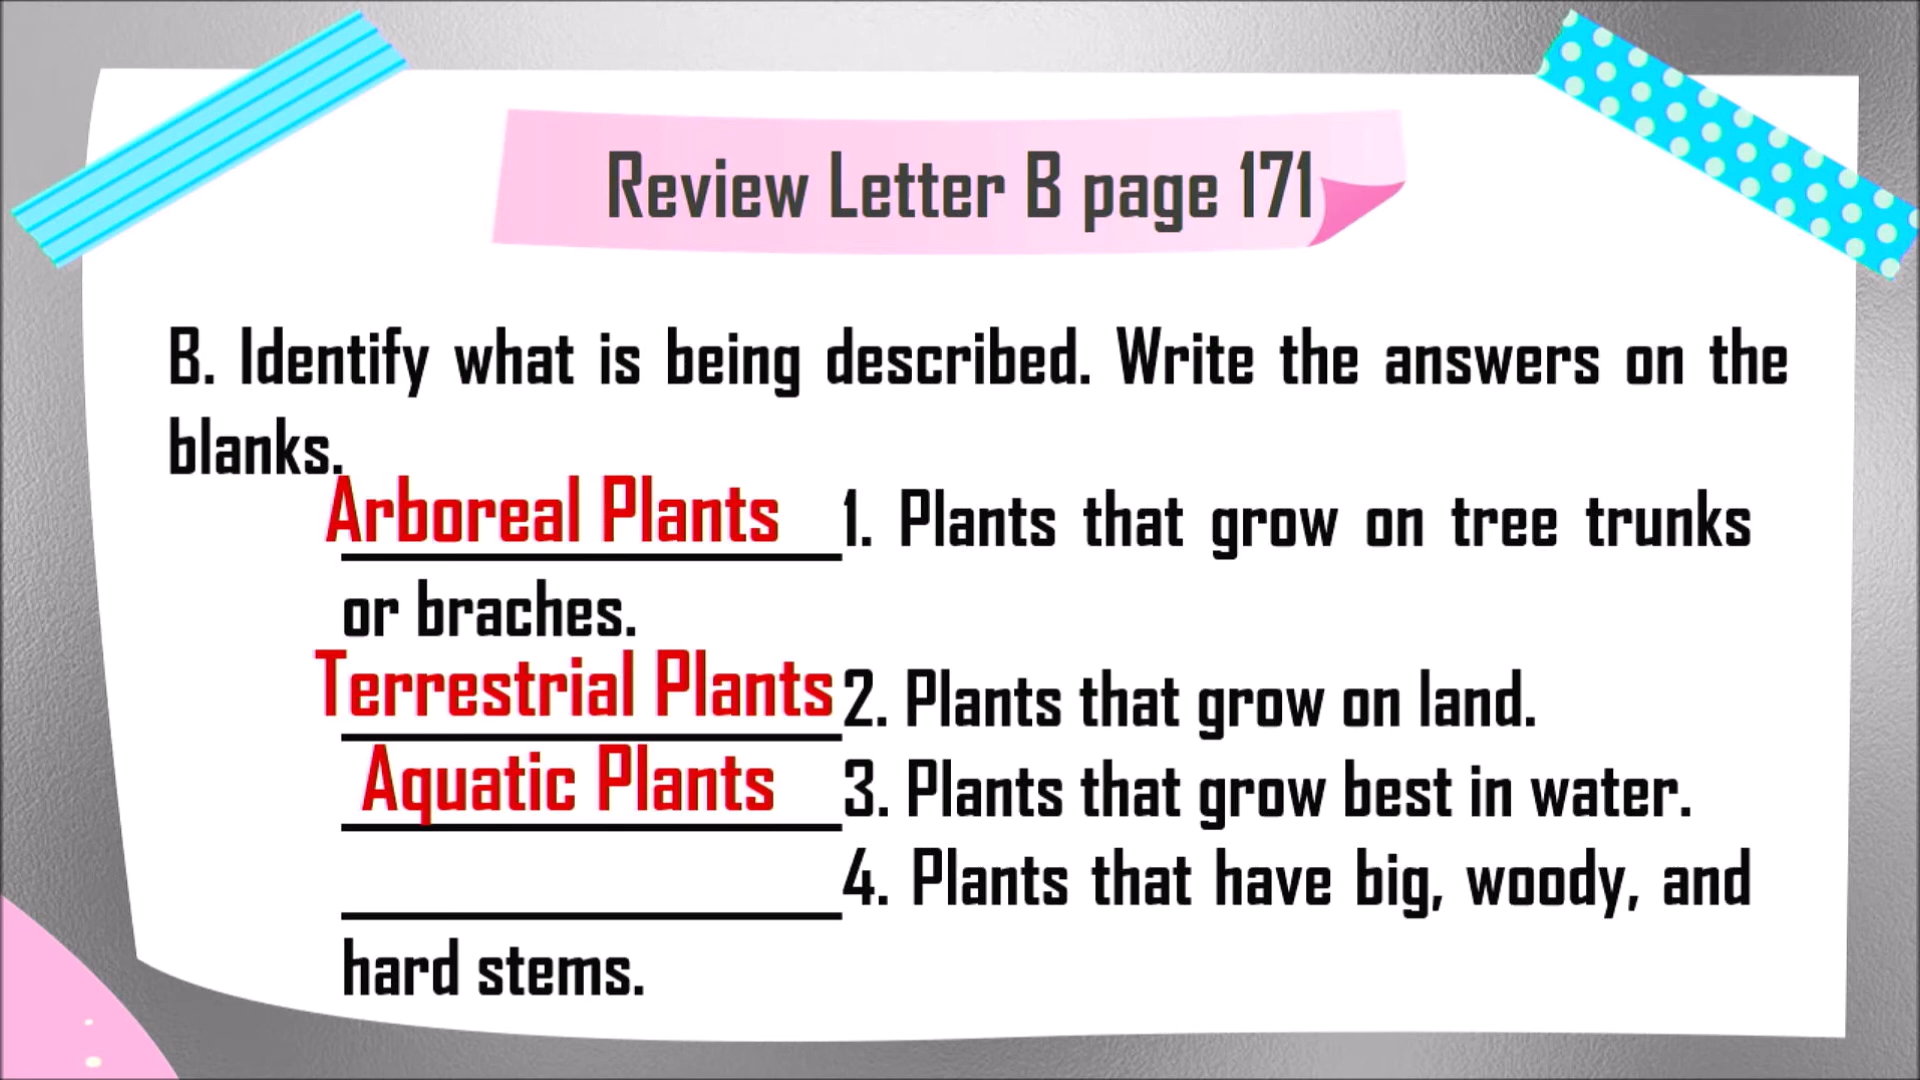 Review Letter B page 171
B. Identify what is being described. Write the answers on the
blanks.
Arboreal Plants 1. Plants that grow on tree trunks
or braches.
Terrestrial Plants 2. Plants that grow on land.
Aquatic Plants 3. Plants that grow best in water.
4. Plants that have big, woody, and
hard stems.